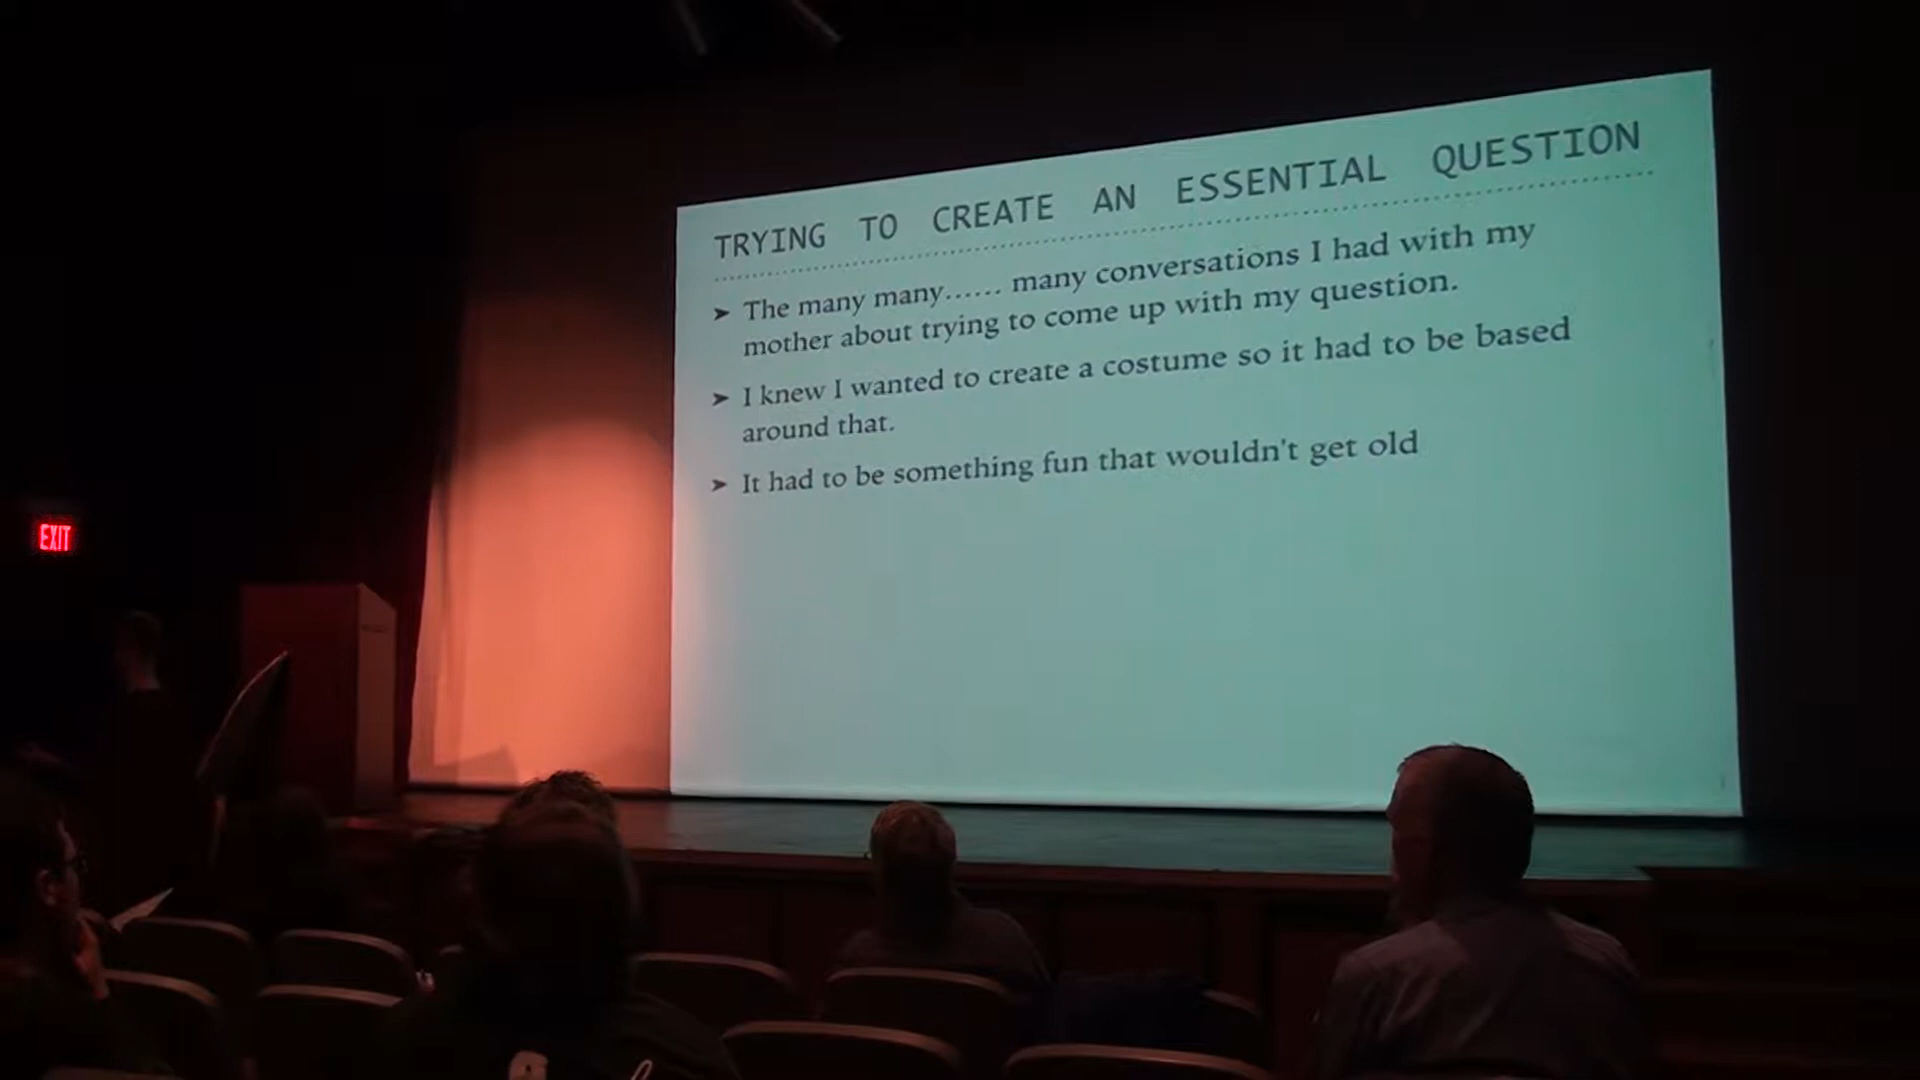 TRYING TO CREATE AN ESSENTIAL QUESTION
➤ The many many...... many conversations I had with my
mother about trying to come up with my question.
➤ I knew I wanted to create a costume so it had to be based
around that.
➤ It had to be something fun that wouldn't get old
EXIT